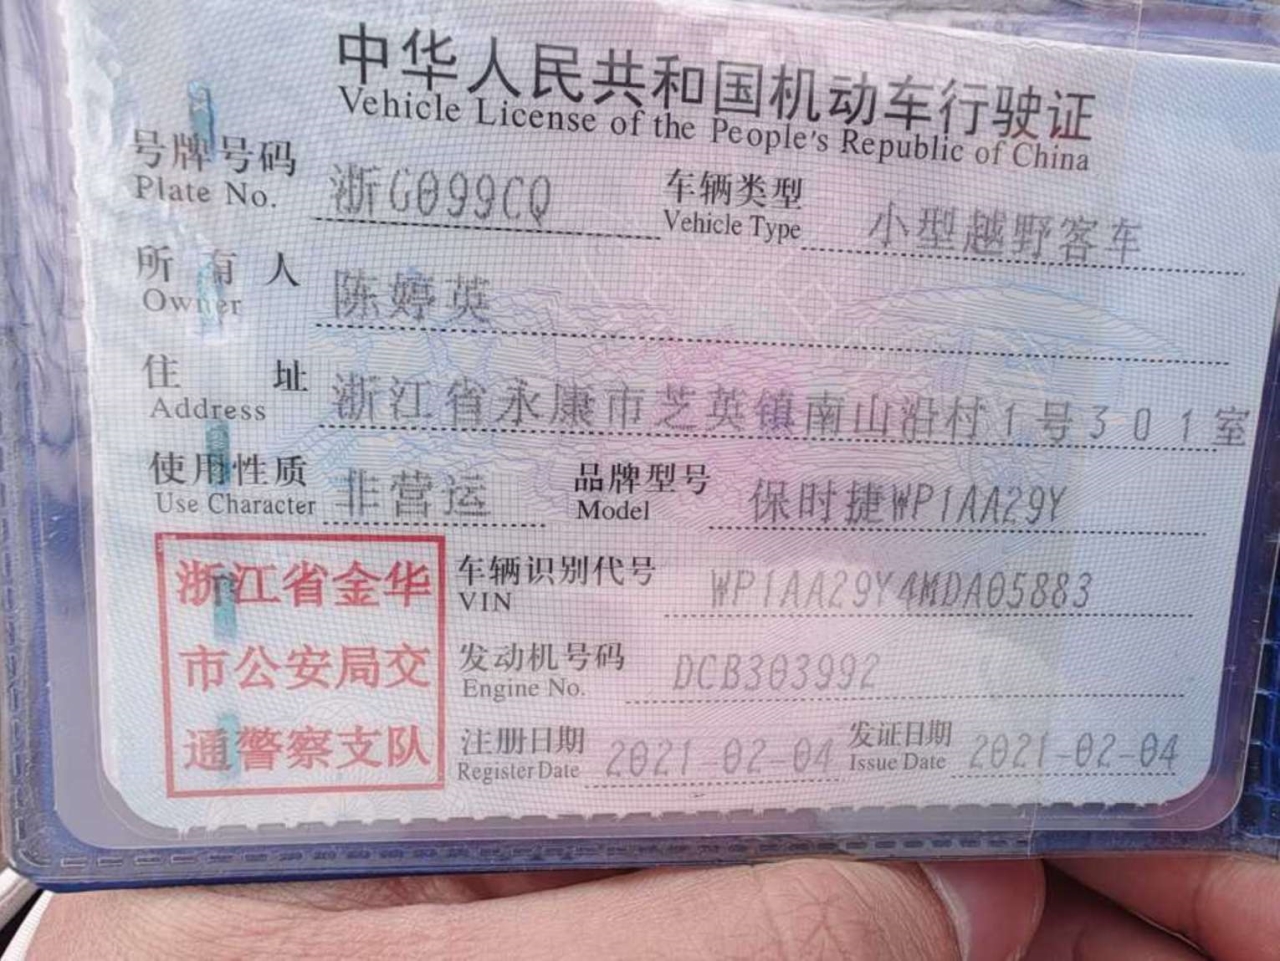 中华人民共和国机动车行驶证
Vehicle License of the People's Republic of China
号牌号码 浙G099CQ 车辆类型 小型越野客车
Plate No. Vehicle Type
所有人 陈婷英
Owner
住址 浙江省永康市芝英镇南山沿村1号301室
Address
使用性质 非营运 品牌型号 保时捷WP1AA29Y
Use Character Model
浙江省金华
市公安局交
通警察支队
车辆识别代号 WP1AA29Y4MDA05883
VIN
发动机号码 DCB303992
Engine No.
注册日期 2021-02-04 发证日期 2021-02-04
Register Date Issue Date